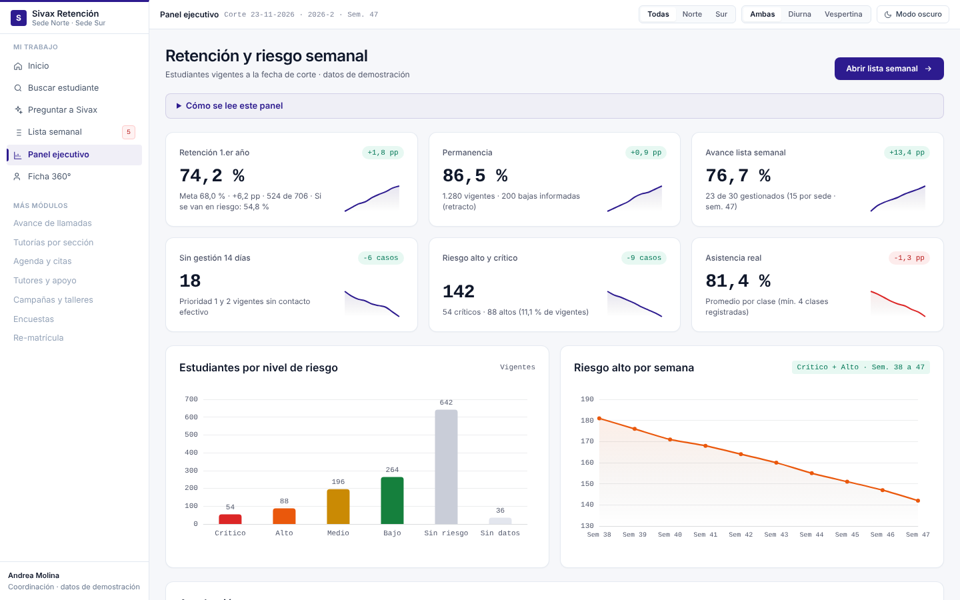 S
Sivax Retención
Sede Norte · Sede Sur
MI TRABAJO
Inicio
Buscar estudiante
Preguntar a Sivax
Lista semanal 5
Panel ejecutivo
Ficha 360°
MÁS MÓDULOS
Avance de llamadas
Tutorías por sección
Agenda y citas
Tutores y apoyo
Campañas y talleres
Encuestas
Re-matrícula
Andrea Molina
Coordinación · datos de demostración
Panel ejecutivo Corte 23-11-2026 · 2026-2 · Sem. 47
Todas Norte Sur Ambas Diurna Vespertina Modo oscuro
Retención y riesgo semanal
Estudiantes vigentes a la fecha de corte · datos de demostración
Abrir lista semanal →
▶ Cómo se lee este panel
Retención 1.er año +1,8 pp
74,2 %
Meta 68,0 % · +6,2 pp · 524 de 706 · Si
se van en riesgo: 54,8 %
Permanencia +0,9 pp
86,5 %
1.280 vigentes · 200 bajas informadas
(retracto)
Avance lista semanal +13,4 pp
76,7 %
23 de 30 gestionados (15 por sede ·
sem. 47)
Sin gestión 14 días -6 casos
18
Prioridad 1 y 2 vigentes sin contacto
efectivo
Riesgo alto y crítico -9 casos
142
54 críticos · 88 altos (11,1 % de vigentes)
Asistencia real -1,3 pp
81,4 %
Promedio por clase (mín. 4 clases
registradas)
Estudiantes por nivel de riesgo Vigentes
700
600
500
400
300
200
100
0
54
88
196
264
642
36
Crítico Alto Medio Bajo Sin riesgo Sin datos
Riesgo alto por semana Crítico + Alto · Sem. 38 a 47
190
180
170
160
150
140
130
Sem 38 Sem 39 Sem 40 Sem 41 Sem 42 Sem 43 Sem 44 Sem 45 Sem 46 Sem 47